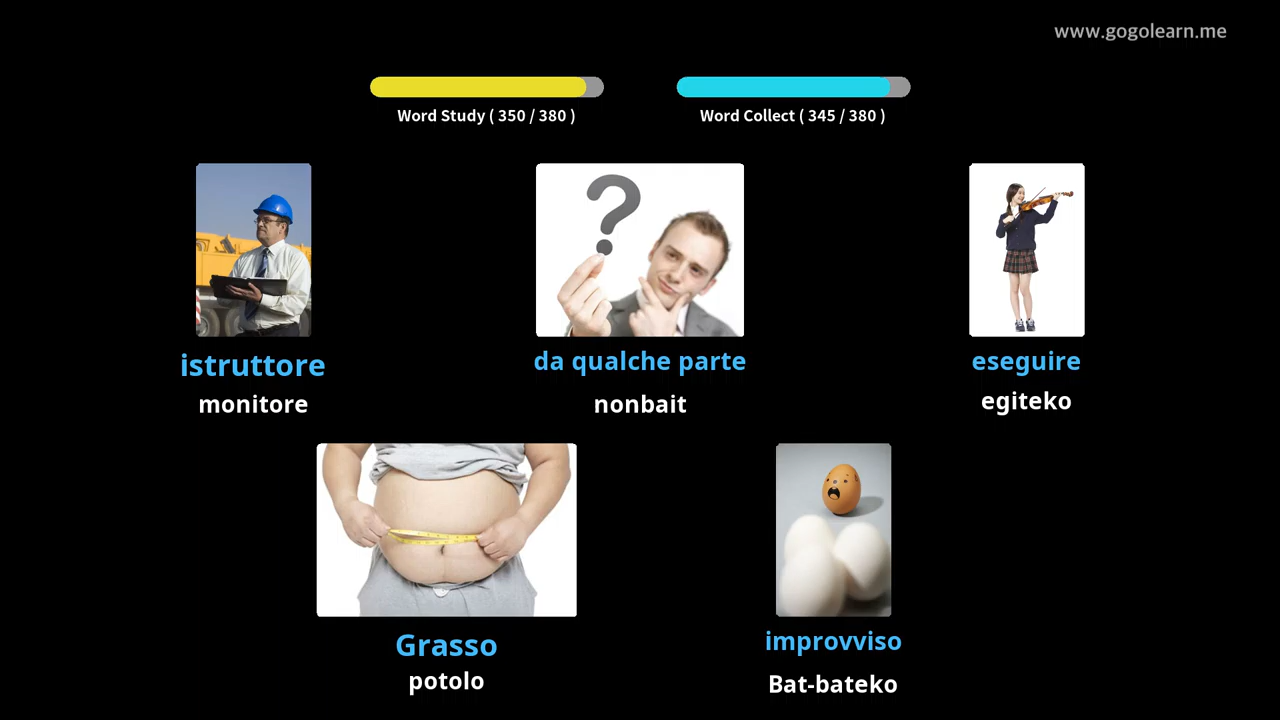 www.gogolearn.me
Word Study ( 350 / 380 )
Word Collect ( 345 / 380 )
istruttore
monitore
da qualche parte
nonbait
eseguire
egiteko
Grasso
potolo
improvviso
Bat-bateko